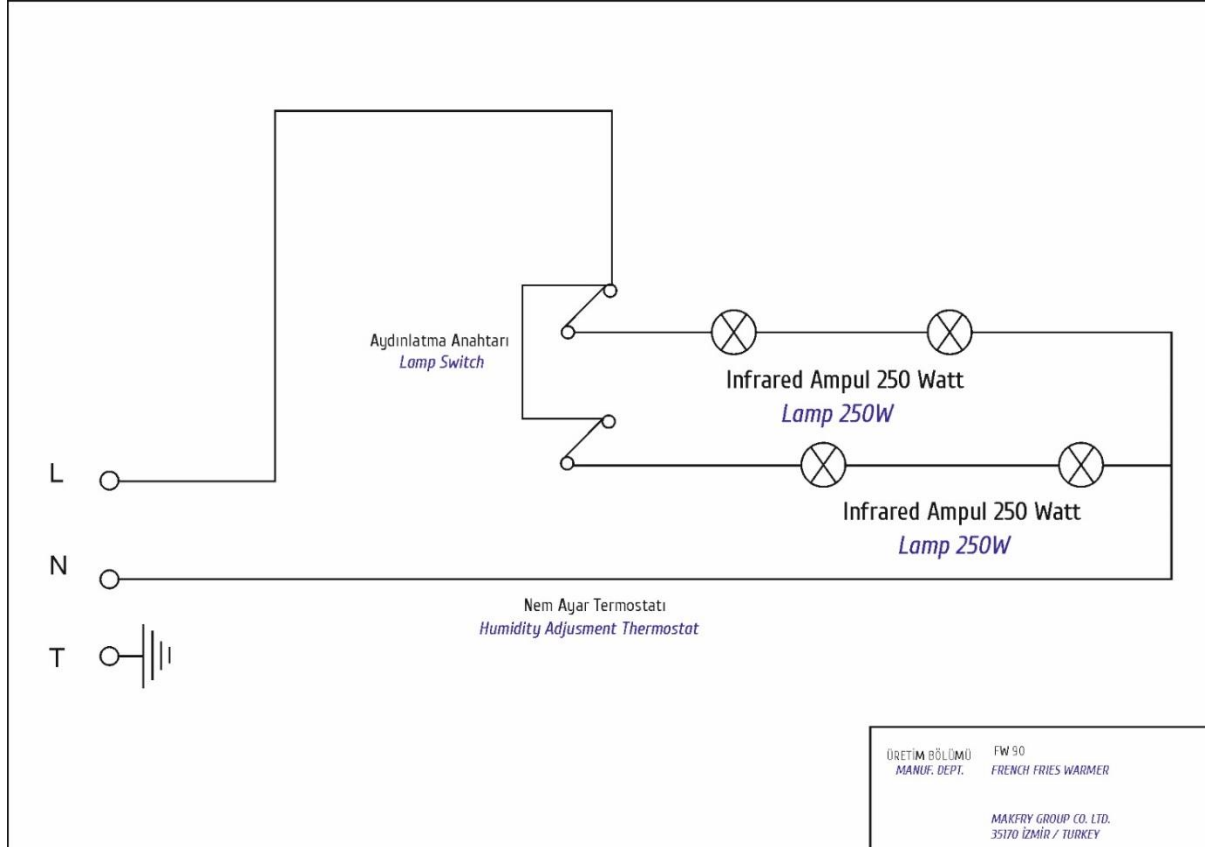 Aydınlatma Anahtarı
Lamp Switch
Infrared Ampul 250 Watt
Lamp 250W
L
Infrared Ampul 250 Watt
Lamp 250W
N
Nem Ayar Termostatı
Humidity Adjusment Thermostat
T
ÜRETİM BÖLÜMÜ FW 90
MANUF. DEPT. FRENCH FRIES WARMER
MAKFRY GROUP CO. LTD.
35170 İZMİR / TURKEY